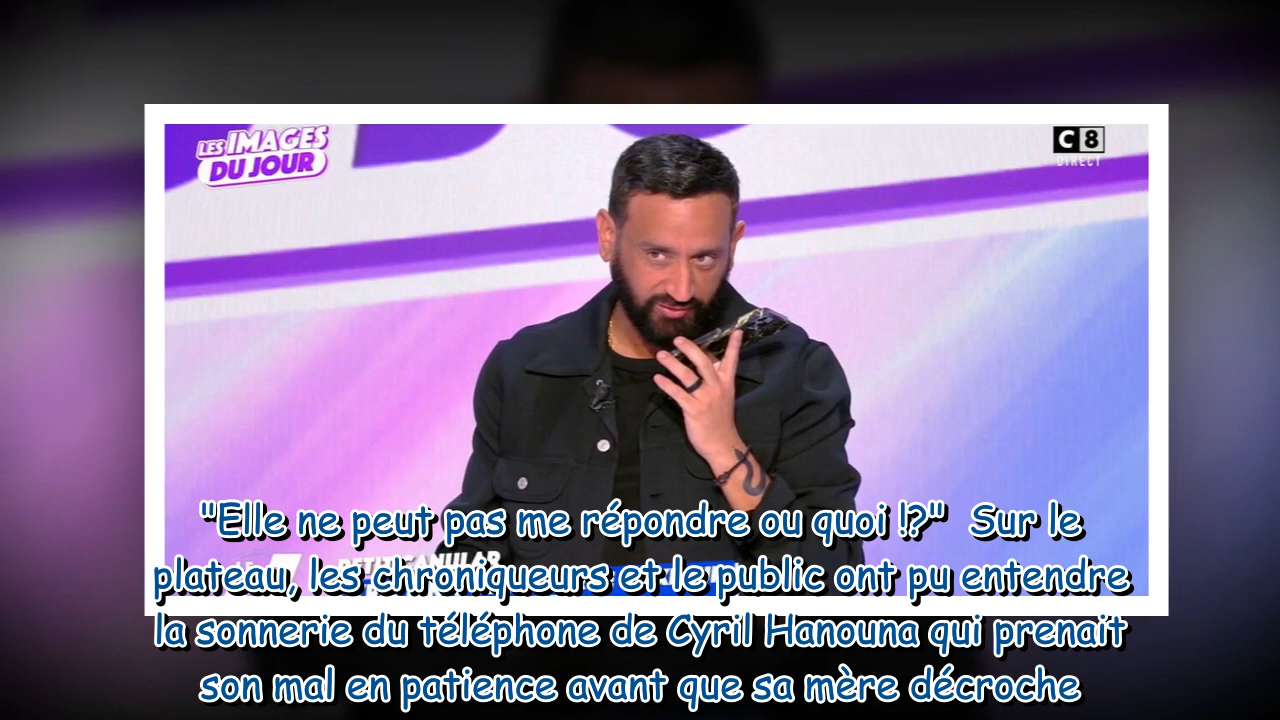 LES IMAGES
DU JOUR
C8
DIRECT
PETIT CANULAR
"Elle ne peut pas me répondre ou quoi !?" Sur le
plateau, les chroniqueurs et le public ont pu entendre
la sonnerie du téléphone de Cyril Hanouna qui prenait
son mal en patience avant que sa mère décroche